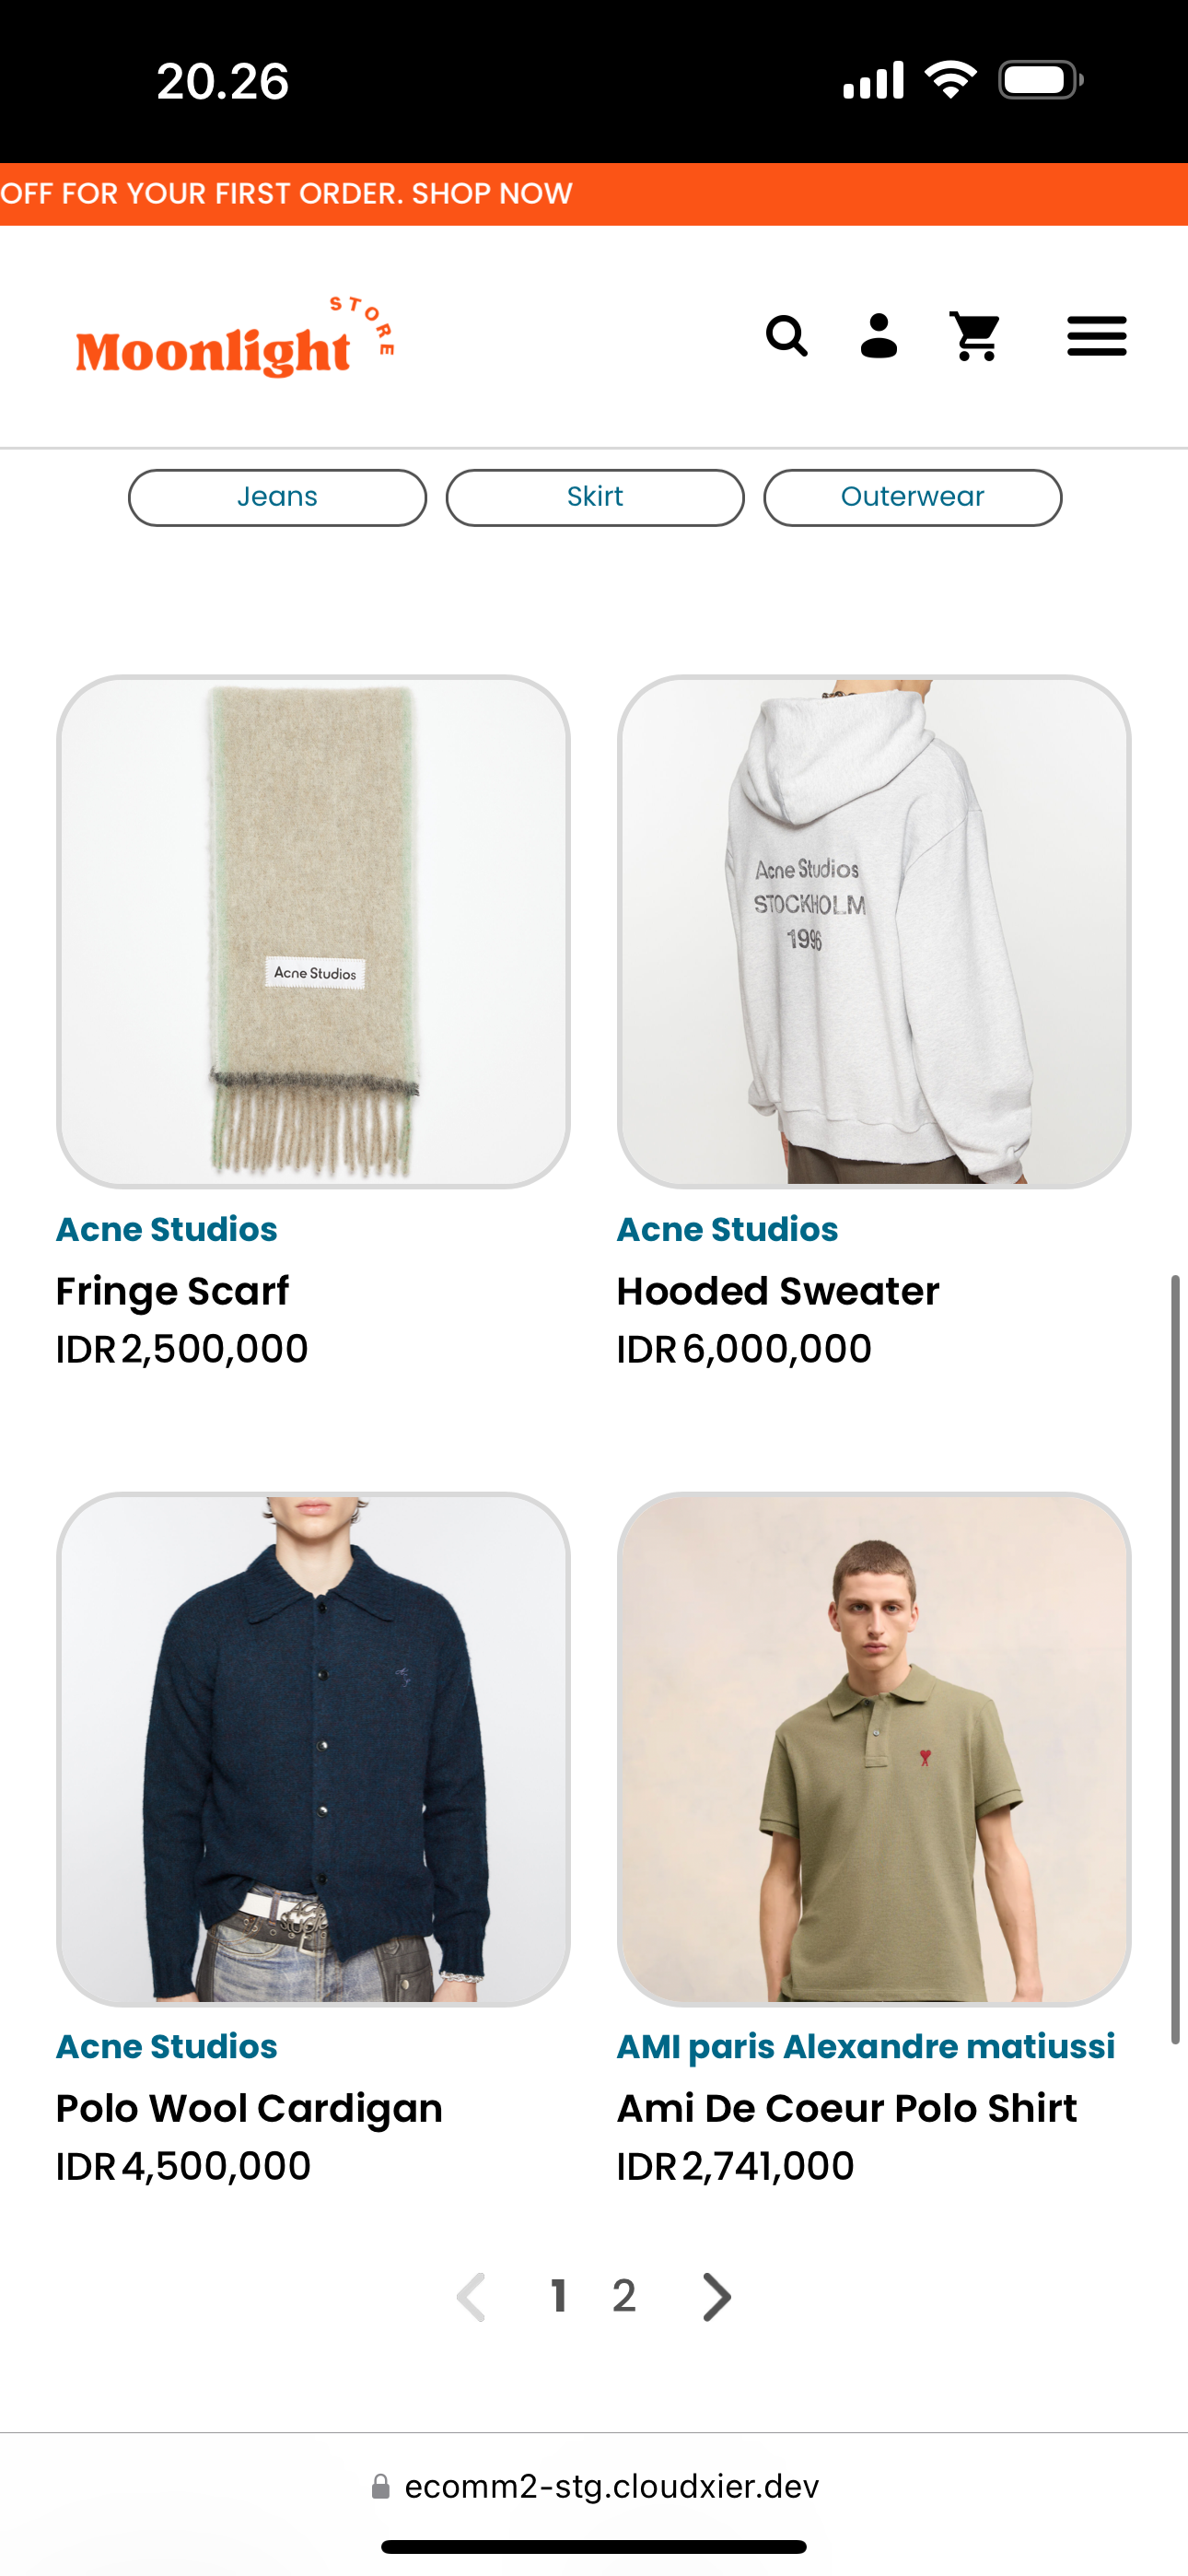 20.26
OFF FOR YOUR FIRST ORDER. SHOP NOW
Moonlight STORE
Jeans
Skirt
Outerwear
Acne Studios
Acne Studios
STOCKHOLM
1996
Acne Studios
Fringe Scarf
IDR 2,500,000
Acne Studios
Hooded Sweater
IDR 6,000,000
Acne Studios
Polo Wool Cardigan
IDR 4,500,000
AMI paris Alexandre matiussi
Ami De Coeur Polo Shirt
IDR 2,741,000
1 2
ecomm2-stg.cloudxier.dev